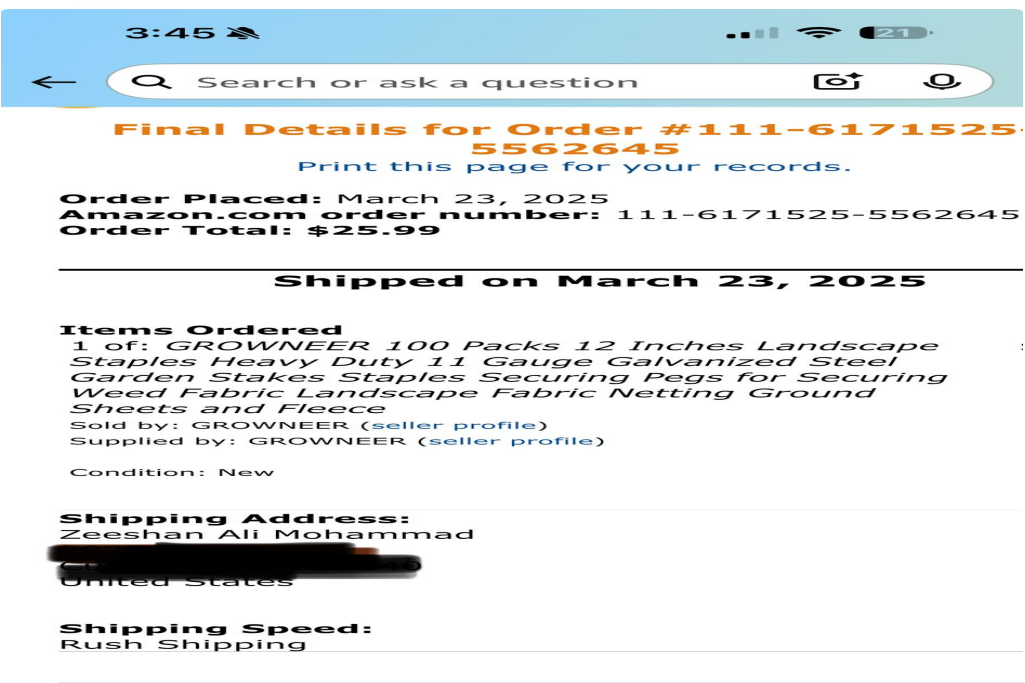 3:45
21
Search or ask a question
Final Details for Order #111-6171525-
5562645
Print this page for your records.
Order Placed: March 23, 2025
Amazon.com order number: 111-6171525-5562645
Order Total: $25.99
Shipped on March 23, 2025
Items Ordered
1 of: GROWNEER 100 Packs 12 Inches Landscape
Staples Heavy Duty 11 Gauge Galvanized Steel
Garden Stakes Staples Securing Pegs for Securing
Weed Fabric Landscape Fabric Netting Ground
Sheets and Fleece
Sold by: GROWNEER (seller profile)
Supplied by: GROWNEER (seller profile)
Condition: New
Shipping Address:
Zeeshan Ali Mohammad
United States
Shipping Speed:
Rush Shipping